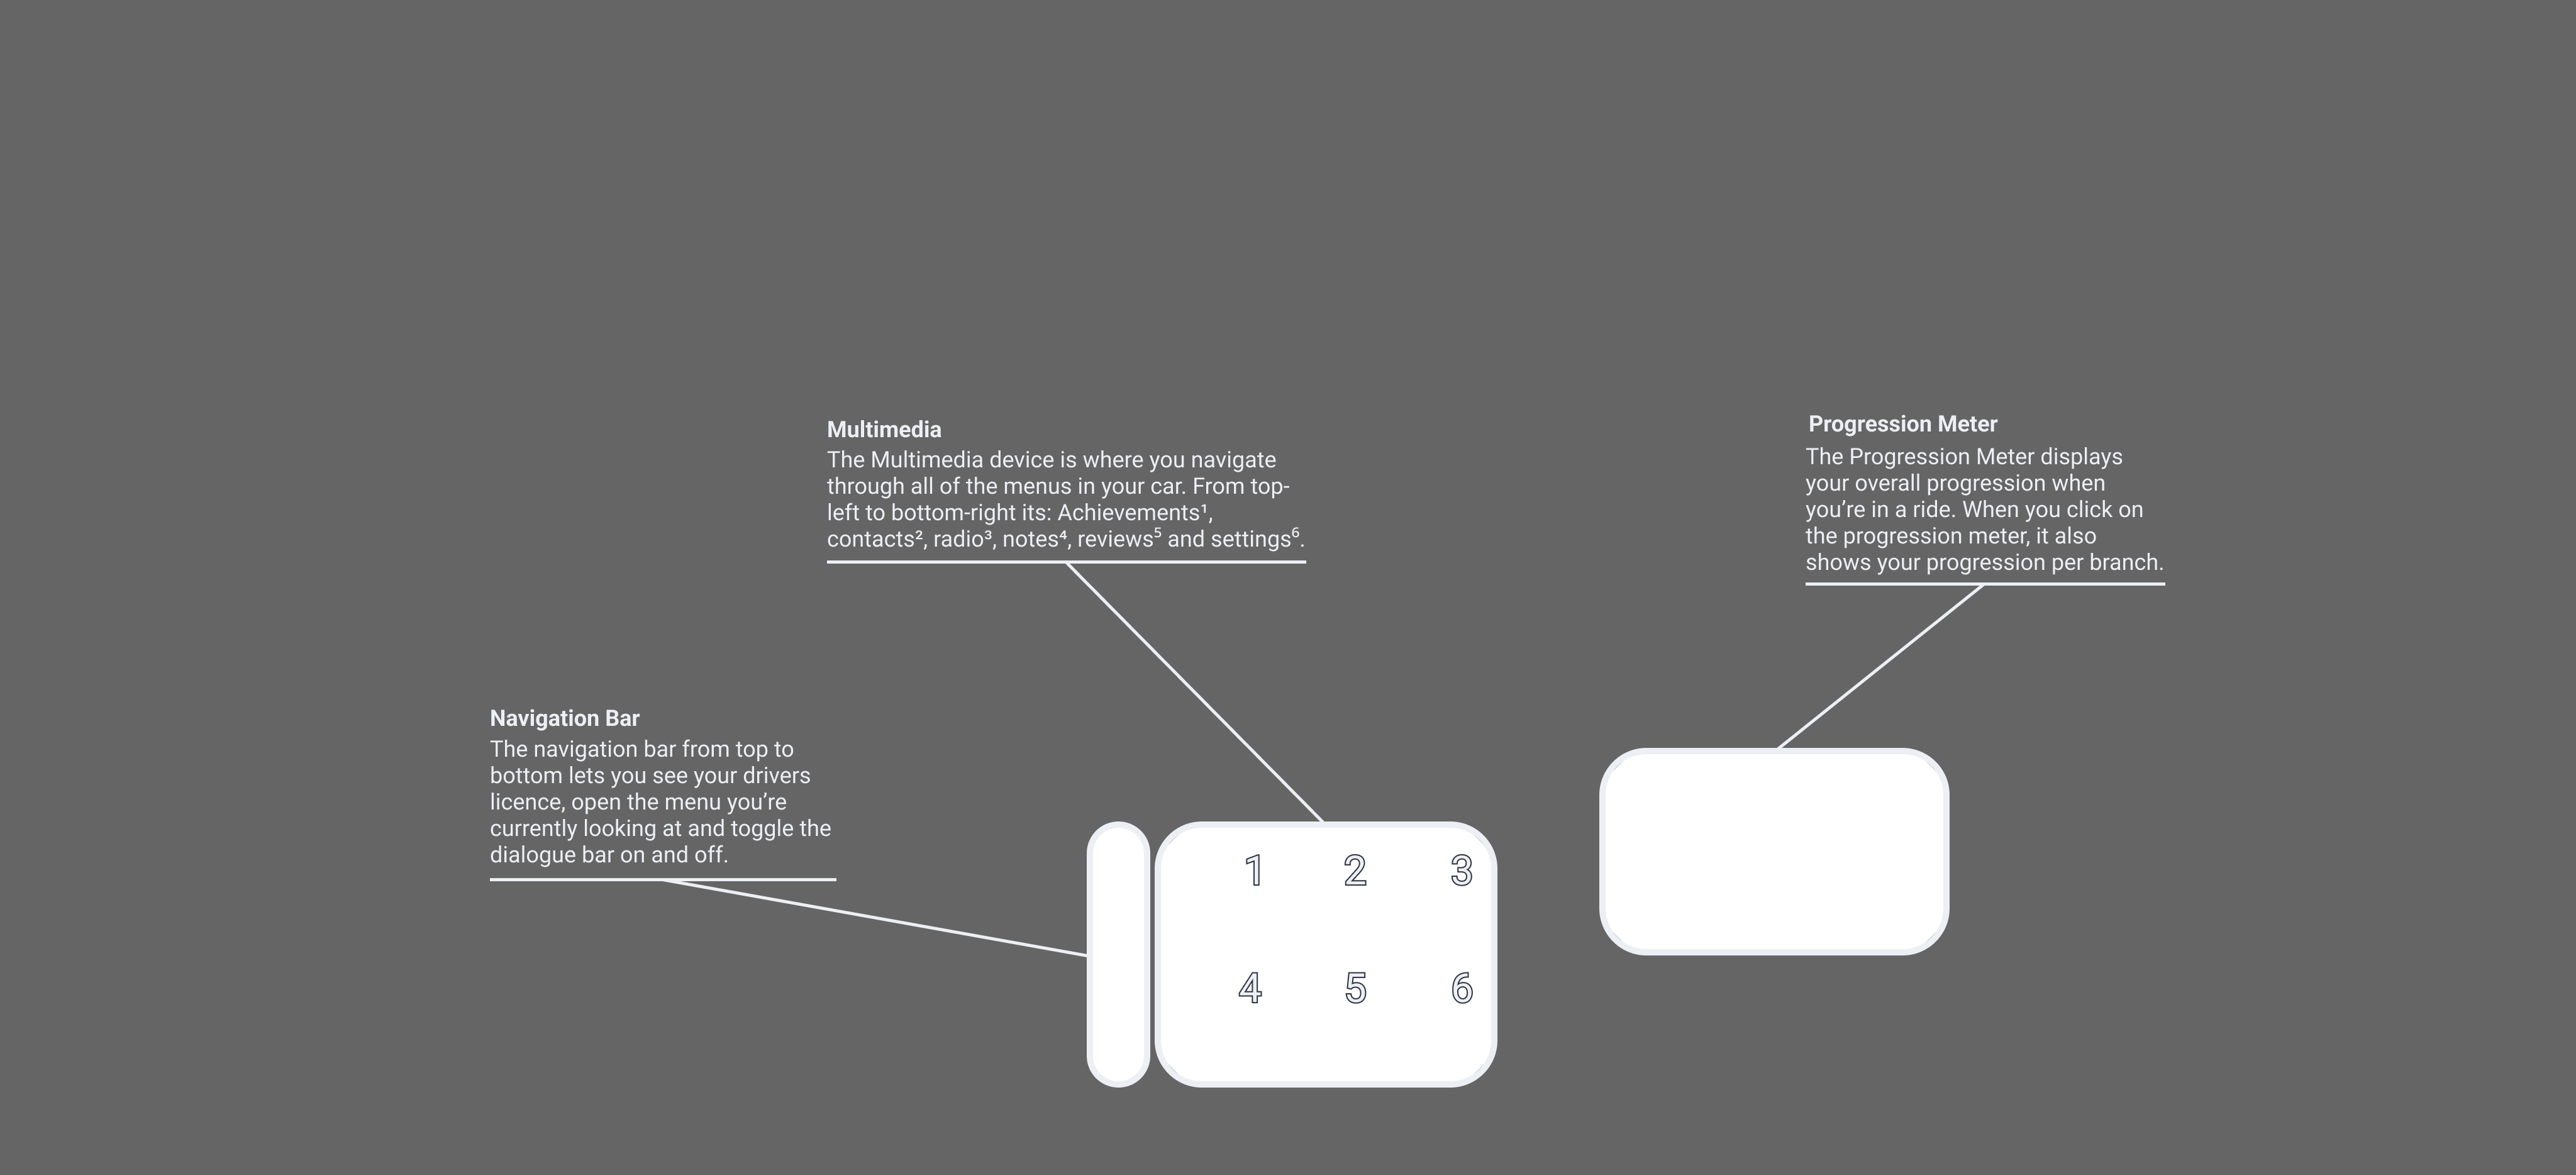 Multimedia
The Multimedia device is where you navigate
through all of the menus in your car. From top-
left to bottom-right its: Achievements¹,
contacts², radio³, notes⁴, reviews⁵ and settings⁶.
Progression Meter
The Progression Meter displays
your overall progression when
you’re in a ride. When you click on
the progression meter, it also
shows your progression per branch.
Navigation Bar
The navigation bar from top to
bottom lets you see your drivers
licence, open the menu you’re
currently looking at and toggle the
dialogue bar on and off.
1 2 3
4 5 6